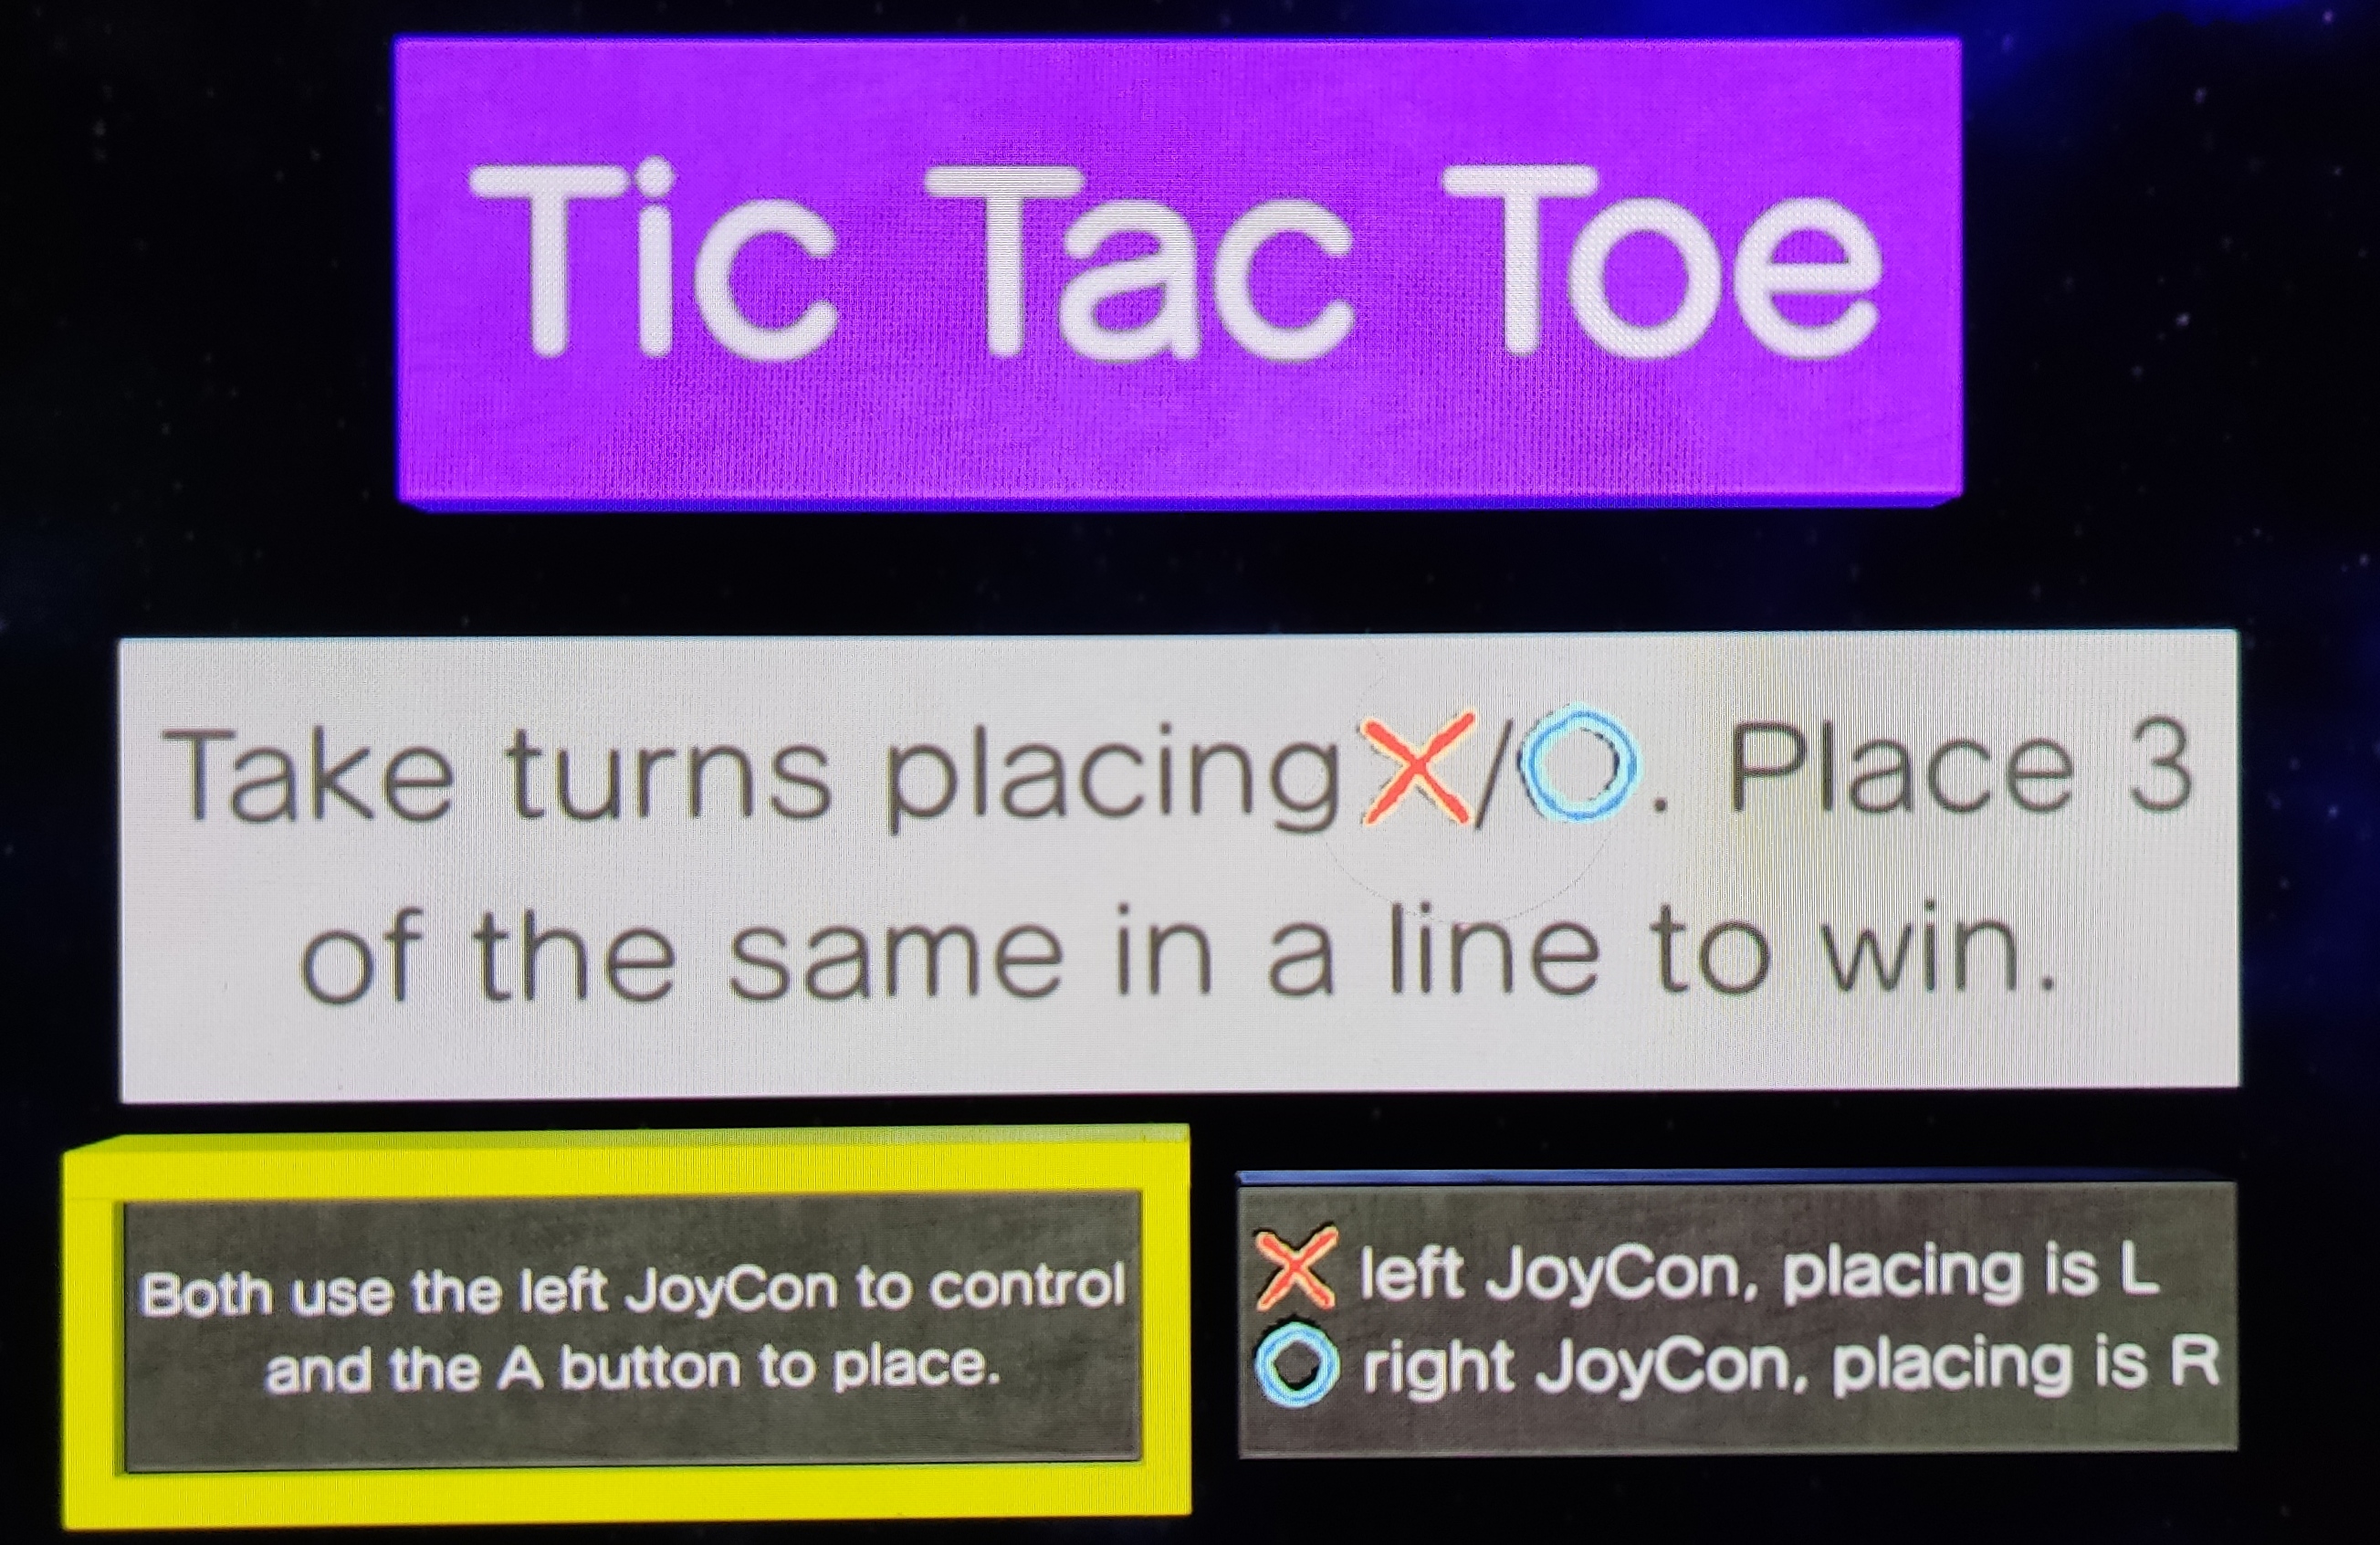 Tic Tac Toe
Take turns placing X/O. Place 3
of the same in a line to win.
Both use the left JoyCon to control
and the A button to place.
X left JoyCon, placing is L
O right JoyCon, placing is R